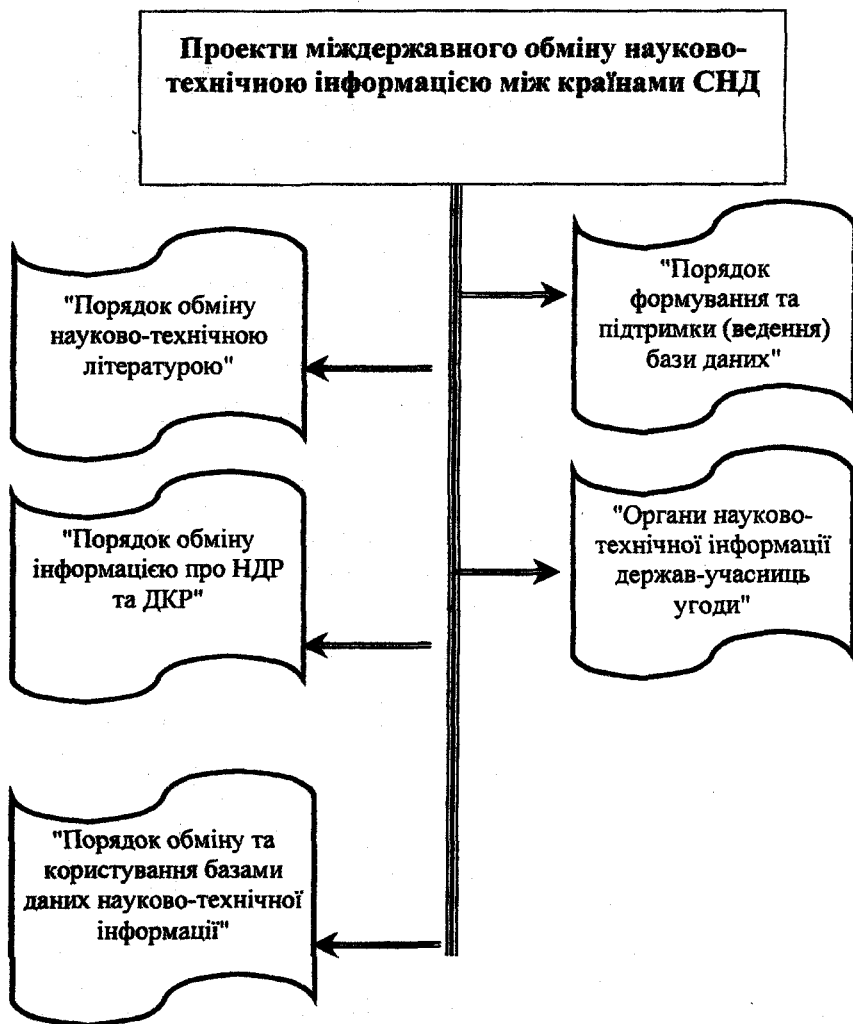 Проекти міждержавного обміну науково-
технічною інформацією між країнами СНД
"Порядок обміну
науково-технічною
літературою"
"Порядок
формування та
підтримки (ведення)
бази даних"
"Порядок обміну
інформацією про НДР
та ДКР"
"Органи науково-
технічної інформації
держав-учасниць
угоди"
"Порядок обміну та
користування базами
даних науково-технічної
інформації"